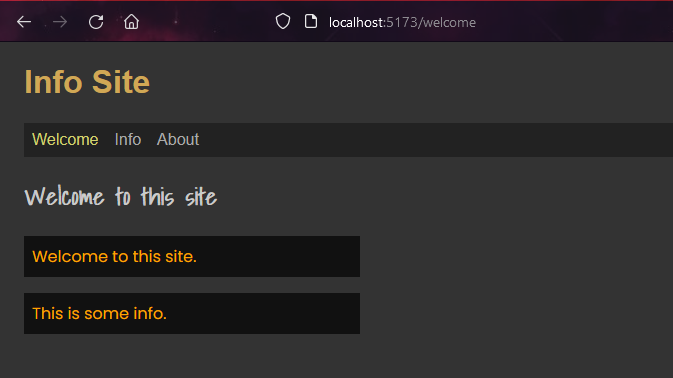 localhost:5173/welcome
Info Site
Welcome Info About
Welcome to this site
Welcome to this site.
This is some info.